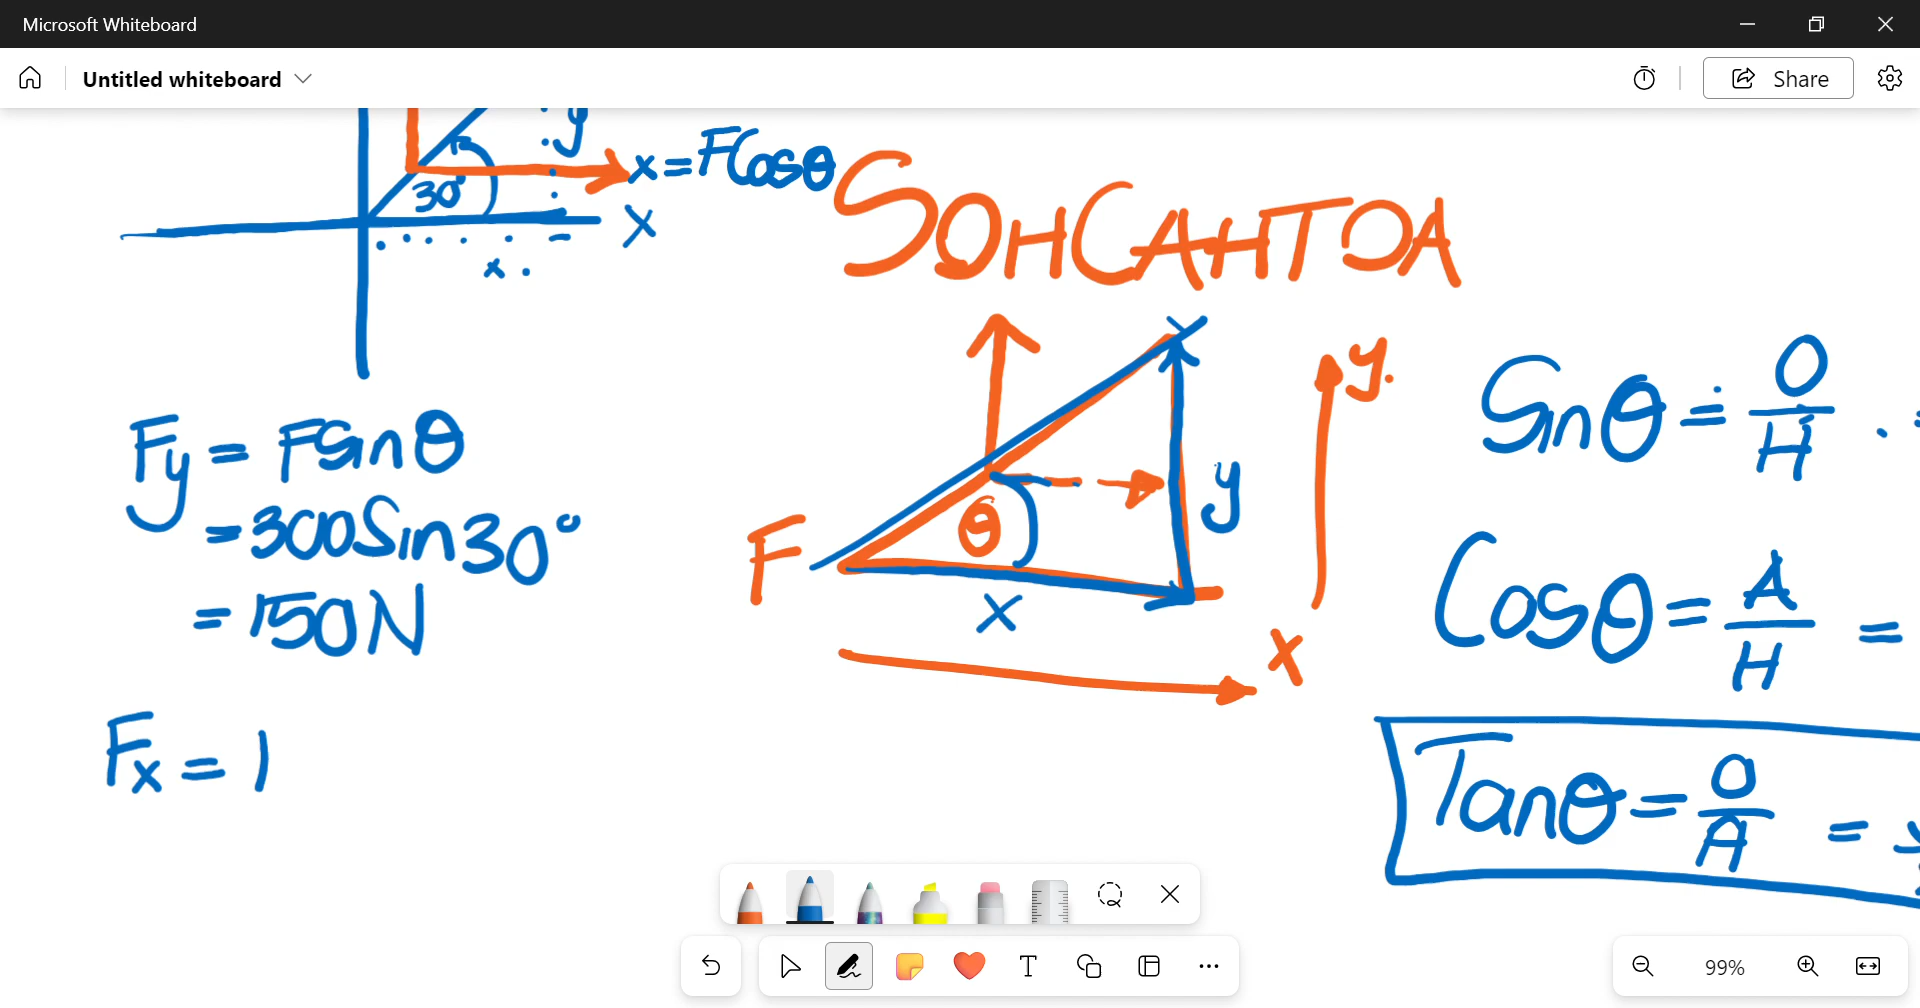 Microsoft Whiteboard
Untitled whiteboard
Share
y
x = FCosθ
30°
X
x.
SOHCAHTOA
Fy = FSinθ
= 300Sin30°
= 150N
Fx = 1
F
θ
y
x
y.
x
Sinθ = O/H
Cosθ = A/H =
Tanθ = O/A =
T
99%